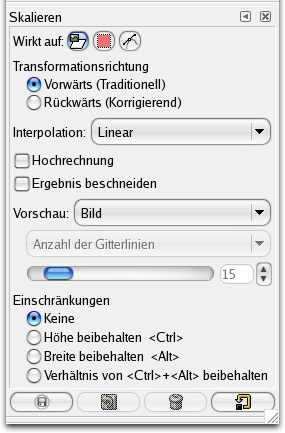 Skalieren
Wirkt auf:
Transformationsrichtung
Vorwärts (Traditionell)
Rückwärts (Korrigierend)
Interpolation: Linear
Hochrechnung
Ergebnis beschneiden
Vorschau: Bild
Anzahl der Gitterlinien
15
Einschränkungen
Keine
Höhe beibehalten <Ctrl>
Breite beibehalten <Alt>
Verhältnis von <Ctrl>+<Alt> beibehalten